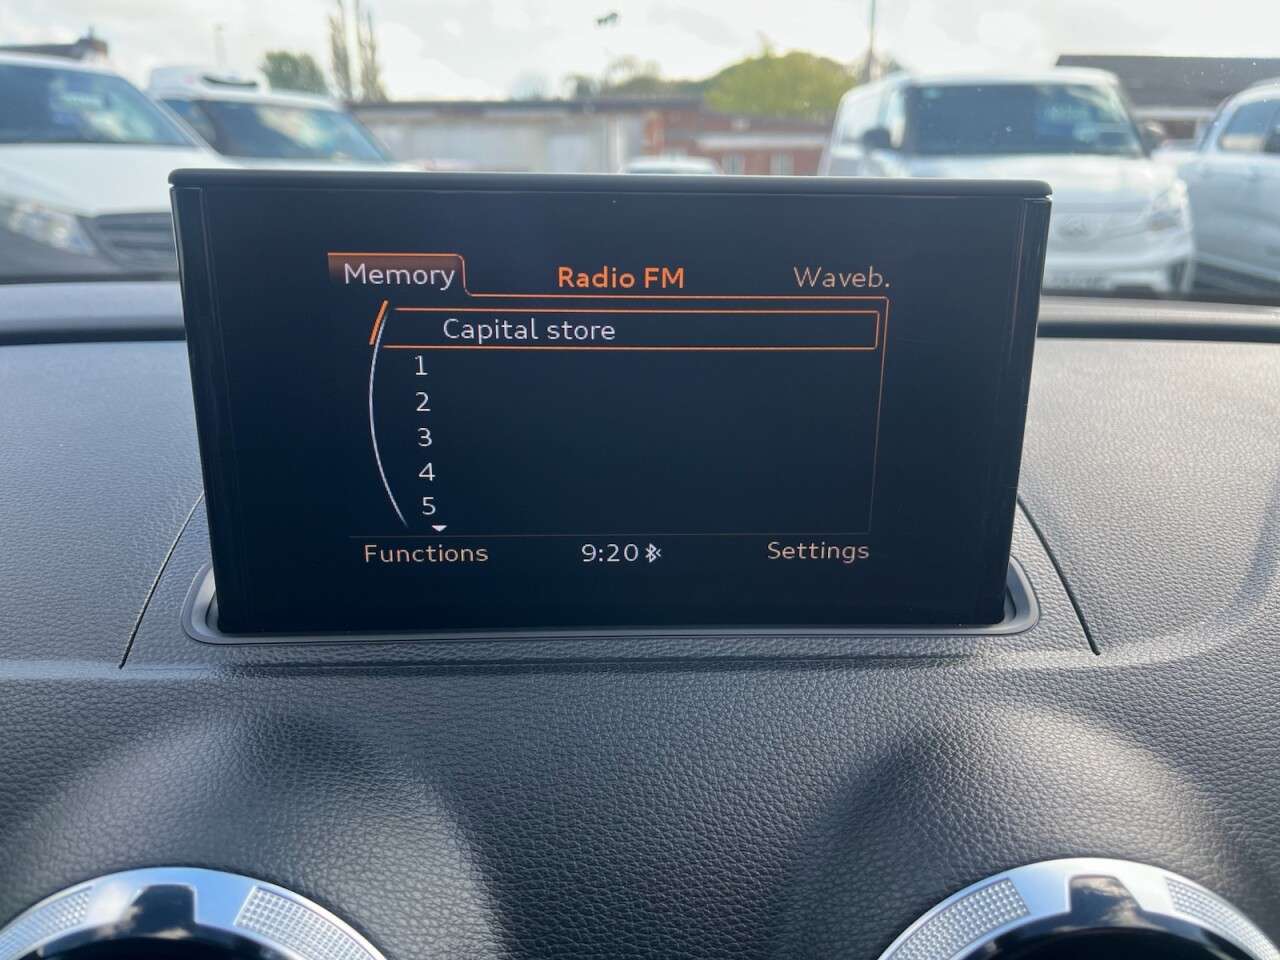 Memory Radio FM Waveb.
Capital store
1
2
3
4
5
Functions 9:20 Settings